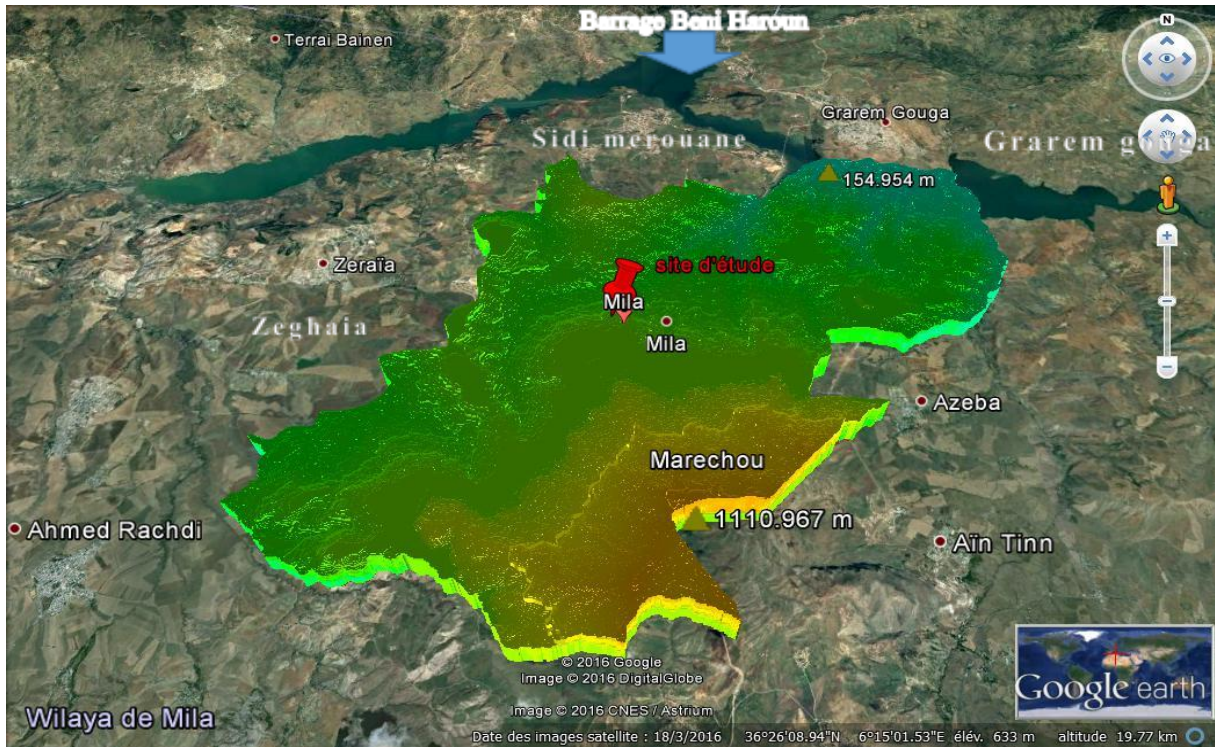 Barrage Beni Haroun
N
Terrai Bainen
Grarem Gouga
Sidi merouane
Grarem gouga
154.954 m
Zeraïa
site d'étude
Mila
Mila
Zeghaia
Azeba
Marechou
1110.967 m
Ahmed Rachdi
Aïn Tinn
© 2016 Google
Image © 2016 DigitalGlobe
Google earth
Image © 2016 CNES / Astrium
Wilaya de Mila
Date des images satellite : 18/3/2016 36°26'08.94"N 6°15'01.53"E élév. 633 m altitude 19.77 km